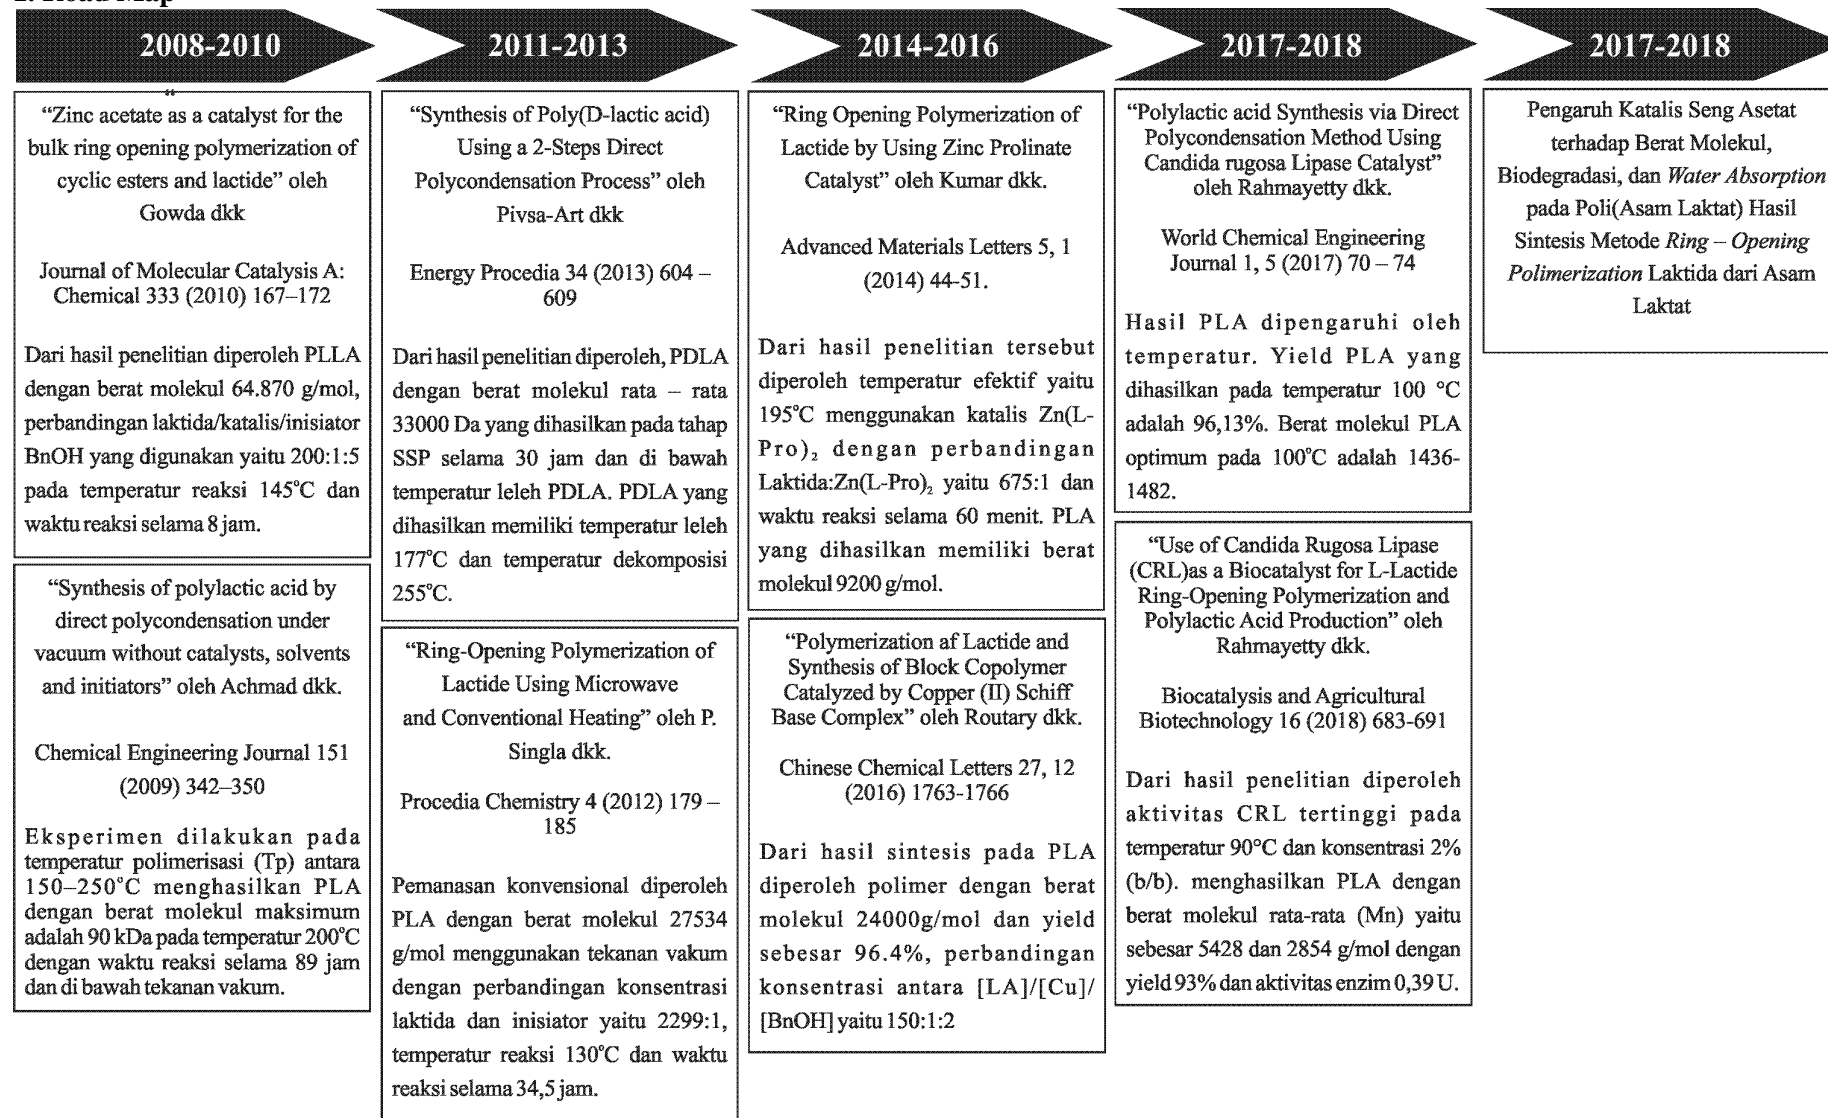 2008-2010
2011-2013
2014-2016
2017-2018
2017-2018
“
“Zinc acetate as a catalyst for the
bulk ring opening polymerization of
cyclic esters and lactide” oleh
Gowda dkk
Journal of Molecular Catalysis A:
Chemical 333 (2010) 167–172
Dari hasil penelitian diperoleh PLLA
dengan berat molekul 64.870 g/mol,
perbandingan laktida/katalis/inisiator
BnOH yang digunakan yaitu 200:1:5
pada temperatur reaksi 145°C dan
waktu reaksi selama 8 jam.
“Synthesis of polylactic acid by
direct polycondensation under
vacuum without catalysts, solvents
and initiators” oleh Achmad dkk.
Chemical Engineering Journal 151
(2009) 342–350
Eksperimen dilakukan pada
temperatur polimerisasi (Tp) antara
150–250°C menghasilkan PLA
dengan berat molekul maksimum
adalah 90 kDa pada temperatur 200°C
dengan waktu reaksi selama 89 jam
dan di bawah tekanan vakum.
“Synthesis of Poly(D-lactic acid)
Using a 2-Steps Direct
Polycondensation Process” oleh
Pivsa-Art dkk
Energy Procedia 34 (2013) 604 –
609
Dari hasil penelitian diperoleh, PDLA
dengan berat molekul rata – rata
33000 Da yang dihasilkan pada tahap
SSP selama 30 jam dan di bawah
temperatur leleh PDLA. PDLA yang
dihasilkan memiliki temperatur leleh
177°C dan temperatur dekomposisi
255°C.
“Ring-Opening Polymerization of
Lactide Using Microwave
and Conventional Heating” oleh P.
Singla dkk.
Procedia Chemistry 4 (2012) 179 –
185
Pemanasan konvensional diperoleh
PLA dengan berat molekul 27534
g/mol menggunakan tekanan vakum
dengan perbandingan konsentrasi
laktida dan inisiator yaitu 2299:1,
temperatur reaksi 130°C dan waktu
reaksi selama 34,5 jam.
“Ring Opening Polymerization of
Lactide by Using Zinc Prolinate
Catalyst” oleh Kumar dkk.
Advanced Materials Letters 5, 1
(2014) 44-51.
Dari hasil penelitian tersebut
diperoleh temperatur efektif yaitu
195°C menggunakan katalis Zn(L-
Pro)₂ dengan perbandingan
Laktida:Zn(L-Pro)₂ yaitu 675:1 dan
waktu reaksi selama 60 menit. PLA
yang dihasilkan memiliki berat
molekul 9200 g/mol.
“Polymerization af Lactide and
Synthesis of Block Copolymer
Catalyzed by Copper (II) Schiff
Base Complex” oleh Routary dkk.
Chinese Chemical Letters 27, 12
(2016) 1763-1766
Dari hasil sintesis pada PLA
diperoleh polimer dengan berat
molekul 24000g/mol dan yield
sebesar 96.4%, perbandingan
konsentrasi antara [LA]/[Cu]/
[BnOH] yaitu 150:1:2
“Polylactic acid Synthesis via Direct
Polycondensation Method Using
Candida rugosa Lipase Catalyst”
oleh Rahmayetty dkk.
World Chemical Engineering
Journal 1, 5 (2017) 70 – 74
Hasil PLA dipengaruhi oleh
temperatur. Yield PLA yang
dihasilkan pada temperatur 100 °C
adalah 96,13%. Berat molekul PLA
optimum pada 100°C adalah 1436-
1482.
“Use of Candida Rugosa Lipase
(CRL)as a Biocatalyst for L-Lactide
Ring-Opening Polymerization and
Polylactic Acid Production” oleh
Rahmayetty dkk.
Biocatalysis and Agricultural
Biotechnology 16 (2018) 683-691
Dari hasil penelitian diperoleh
aktivitas CRL tertinggi pada
temperatur 90°C dan konsentrasi 2%
(b/b). menghasilkan PLA dengan
berat molekul rata-rata (Mn) yaitu
sebesar 5428 dan 2854 g/mol dengan
yield 93% dan aktivitas enzim 0,39 U.
Pengaruh Katalis Seng Asetat
terhadap Berat Molekul,
Biodegradasi, dan Water Absorption
pada Poli(Asam Laktat) Hasil
Sintesis Metode Ring – Opening
Polimerization Laktida dari Asam
Laktat